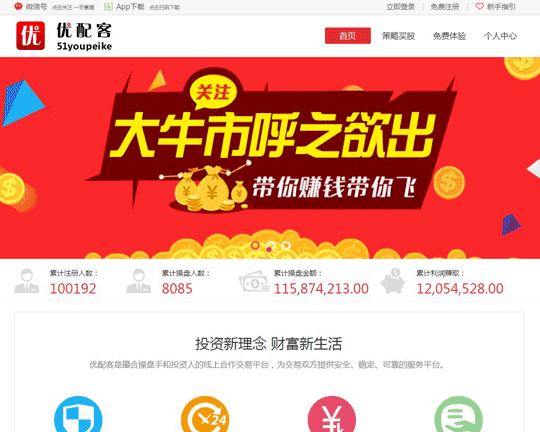 微信号 点击关注 一手掌握 App下载 点击扫码下载 立即登录 免费注册 新手指引
优 优配客
51youpeike
首页 策略买股 免费体验 个人中心
关注
大牛市呼之欲出
带你赚钱带你飞
累计注册人数：
100192
累计操盘人数：
8085
累计操盘金额：
115,874,213.00
累计利润赚取：
12,054,528.00
投资新理念 财富新生活
优配客是撮合操盘手和投资人的线上合作交易平台，为交易双方提供安全、稳定、可靠的服务平台。
24